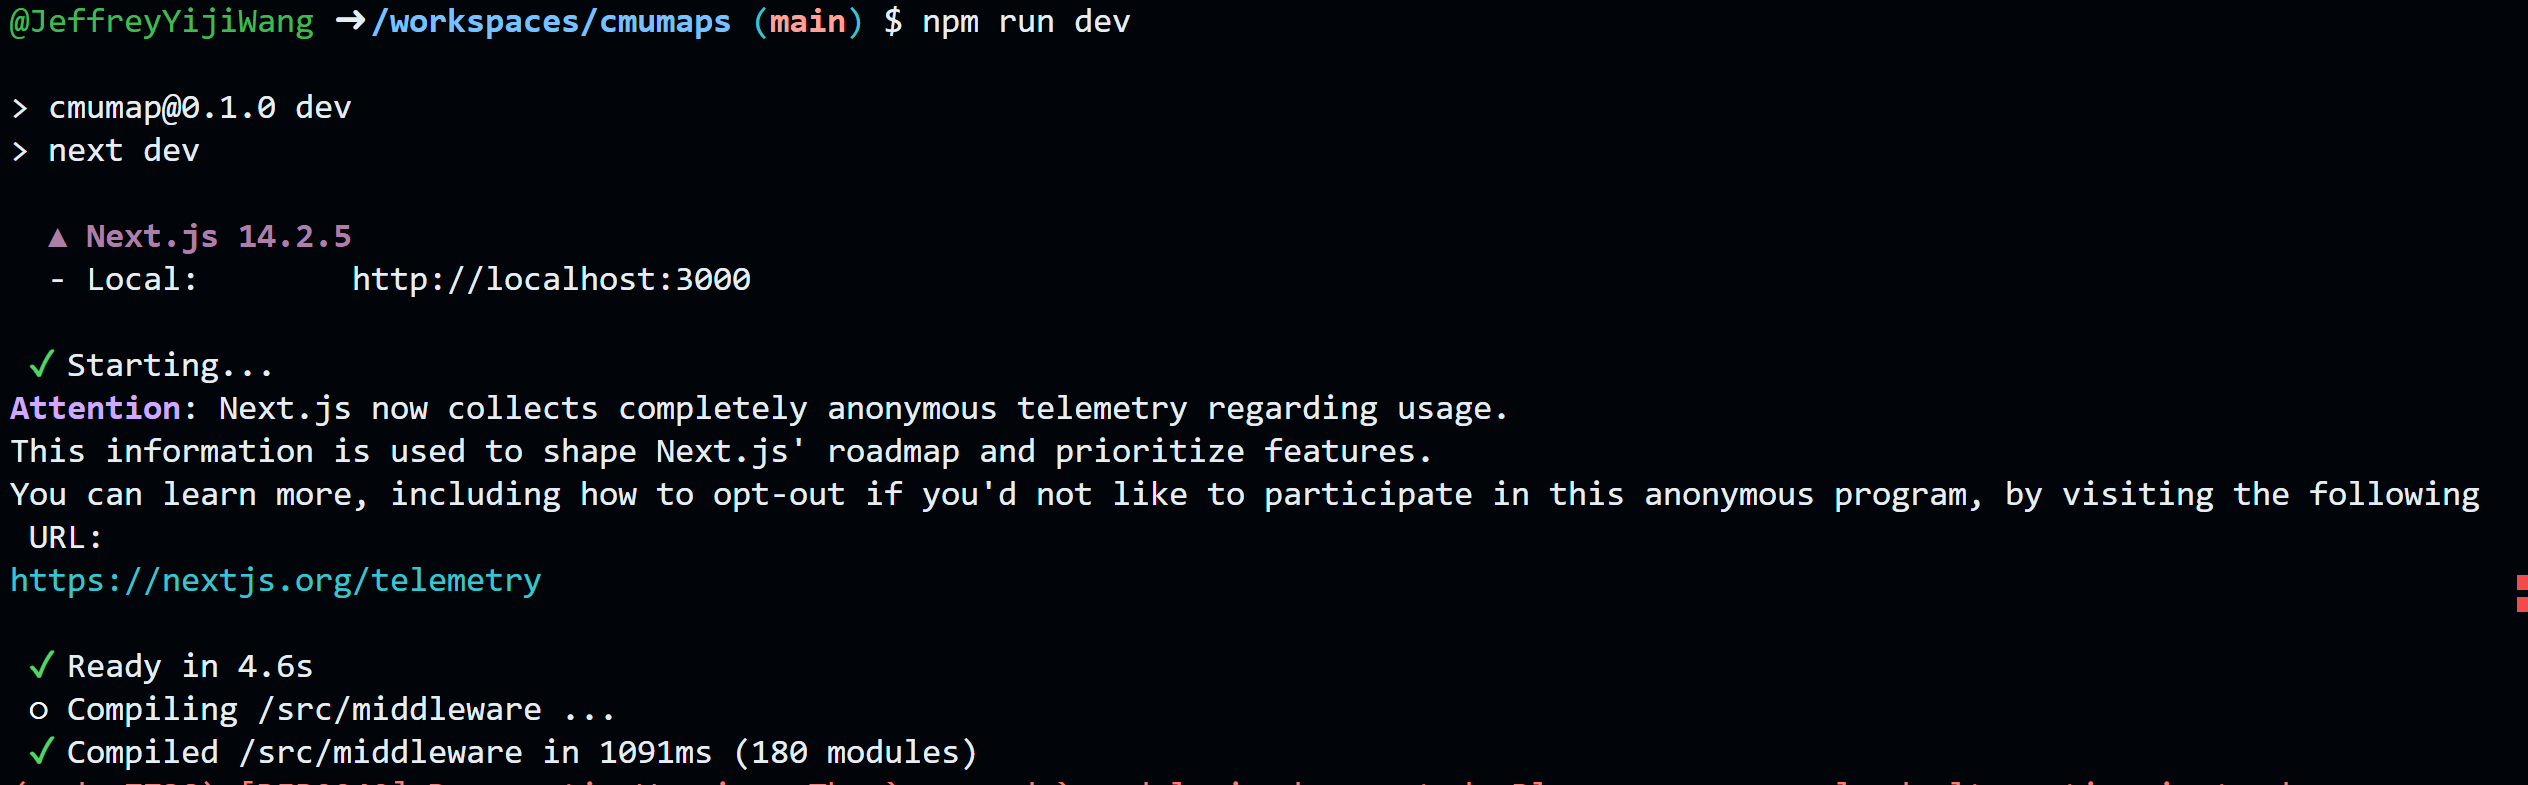 @JeffreyYijiWang ➜/workspaces/cmumaps (main) $ npm run dev
> cmumap@0.1.0 dev
> next dev
▲ Next.js 14.2.5
- Local:        http://localhost:3000
✓ Starting...
Attention: Next.js now collects completely anonymous telemetry regarding usage.
This information is used to shape Next.js' roadmap and prioritize features.
You can learn more, including how to opt-out if you'd not like to participate in this anonymous program, by visiting the following
URL:
https://nextjs.org/telemetry
✓ Ready in 4.6s
○ Compiling /src/middleware ...
✓ Compiled /src/middleware in 1091ms (180 modules)